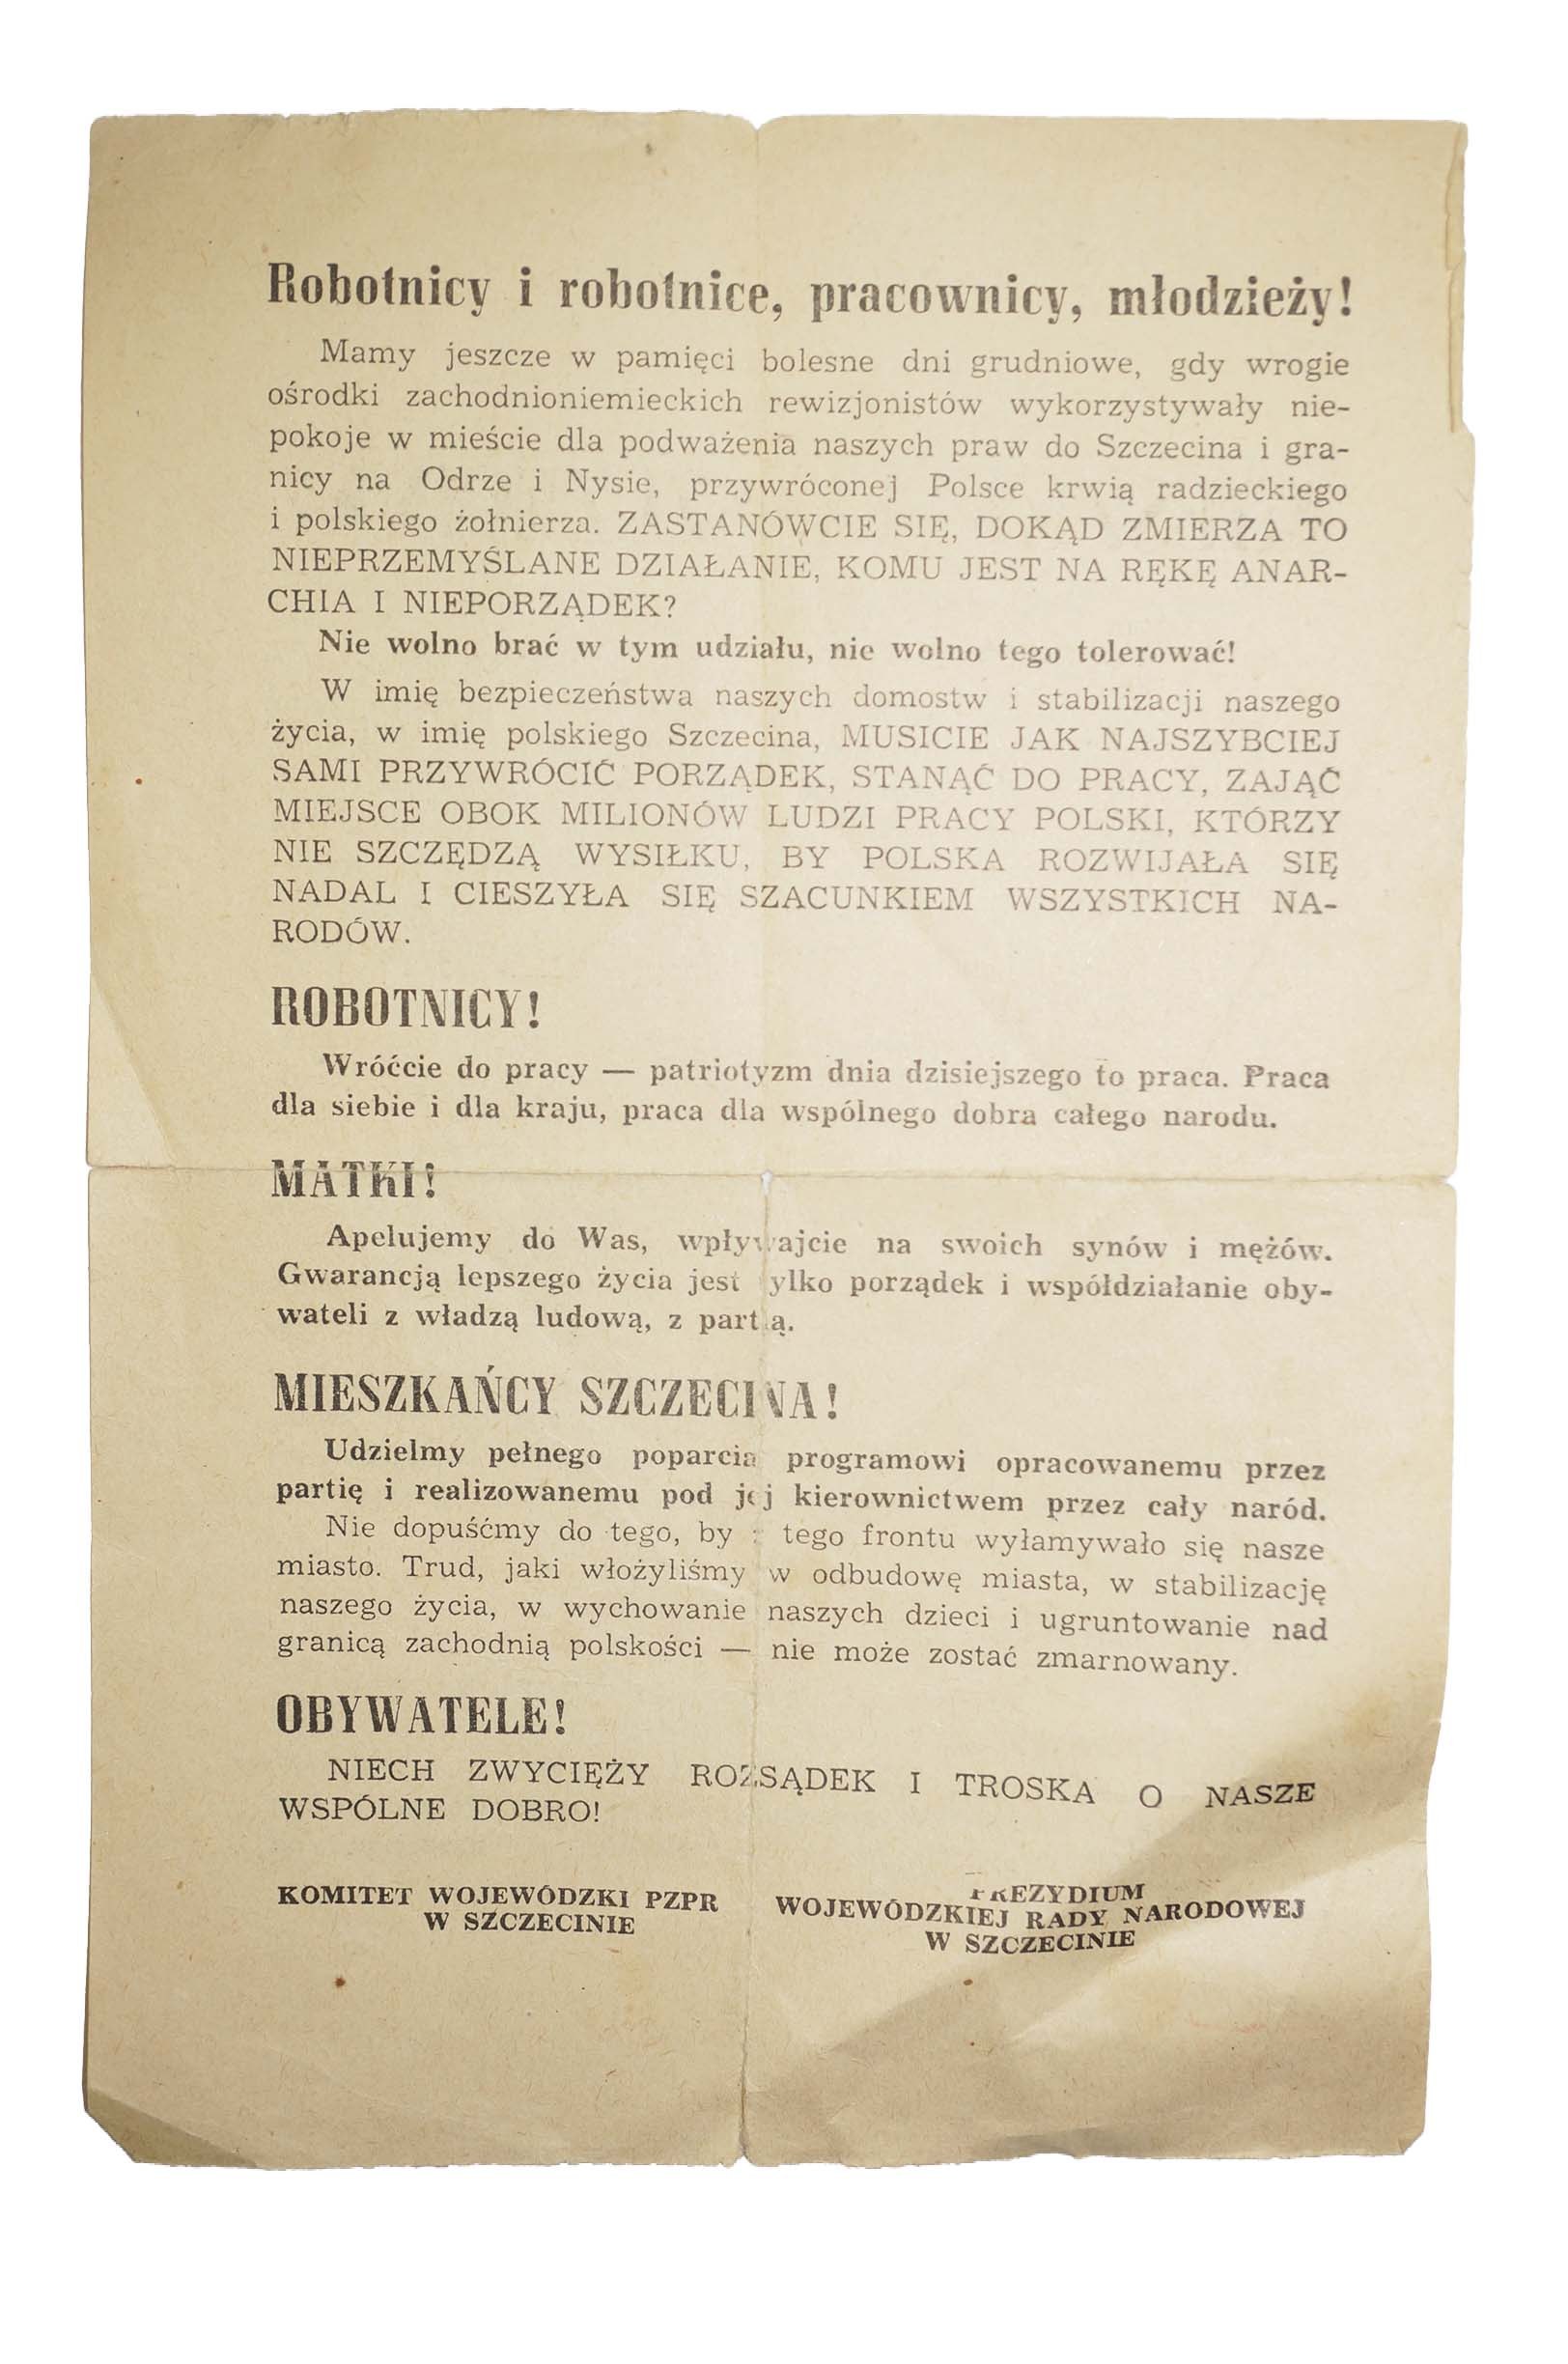 Robotnicy i robotnice, pracownicy, młodzieży!
Mamy jeszcze w pamięci bolesne dni grudniowe, gdy wrogie
ośrodki zachodnioniemieckich rewizjonistów wykorzystywały nie-
pokoje w mieście dla podważenia naszych praw do Szczecina i gra-
nicy na Odrze i Nysie, przywróconej Polsce krwią radzieckiego
i polskiego żołnierza. ZASTANÓWCIE SIĘ, DOKĄD ZMIERZA TO
NIEPRZEMYŚLANE DZIAŁANIE, KOMU JEST NA RĘKĘ ANAR-
CHIA I NIEPORZĄDEK?
Nie wolno brać w tym udziału, nie wolno tego tolerować!
W imię bezpieczeństwa naszych domostw i stabilizacji naszego
życia, w imię polskiego Szczecina, MUSICIE JAK NAJSZYBCIEJ
SAMI PRZYWRÓCIĆ PORZĄDEK, STANĄĆ DO PRACY, ZAJĄĆ
MIEJSCE OBOK MILIONÓW LUDZI PRACY POLSKI, KTÓRZY
NIE SZCZĘDZĄ WYSIŁKU, BY POLSKA ROZWIJAŁA SIĘ
NADAL I CIESZYŁA SIĘ SZACUNKIEM WSZYSTKICH NA-
RODÓW.
ROBOTNICY!
Wróćcie do pracy — patriotyzm dnia dzisiejszego to praca. Praca
dla siebie i dla kraju, praca dla wspólnego dobra całego narodu.
MATKI!
Apelujemy do Was, wpływajcie na swoich synów i mężów.
Gwarancją lepszego życia jest tylko porządek i współdziałanie oby-
wateli z władzą ludową, z partią.
MIESZKAŃCY SZCZECINA!
Udzielmy pełnego poparcia programowi opracowanemu przez
partię i realizowanemu pod jej kierownictwem przez cały naród.
Nie dopuśćmy do tego, by z tego frontu wyłamywało się nasze
miasto. Trud, jaki włożyliśmy w odbudowę miasta, w stabilizację
naszego życia, w wychowanie naszych dzieci i ugruntowanie nad
granicą zachodnią polskości — nie może zostać zmarnowany.
OBYWATELE!
NIECH ZWYCIĘŻY ROZSĄDEK I TROSKA O NASZE
WSPÓLNE DOBRO!
KOMITET WOJEWÓDZKI PZPR
W SZCZECINIE
PREZYDIUM
WOJEWÓDZKIEJ RADY NARODOWEJ
W SZCZECINIE